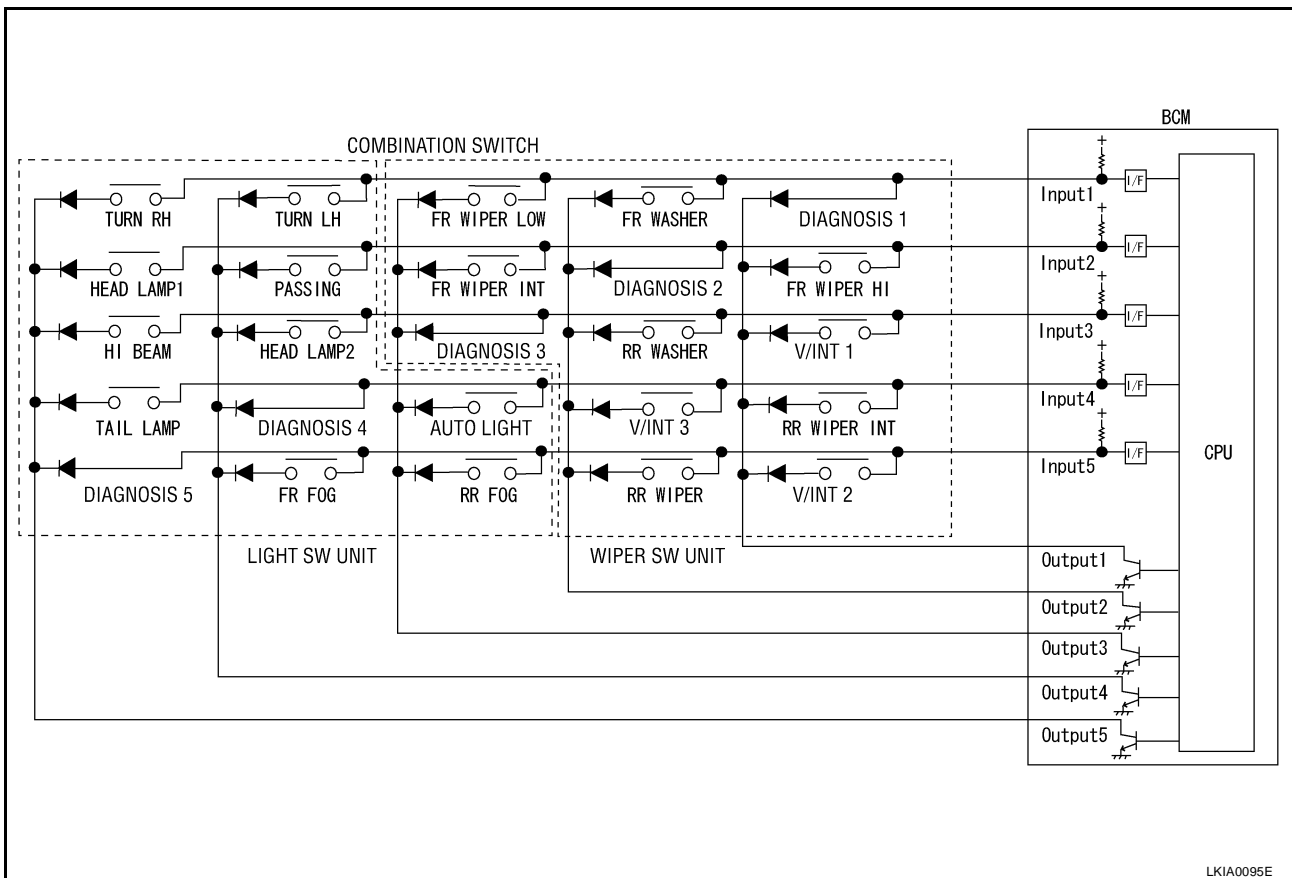 BCM
COMBINATION SWITCH
TURN RH TURN LH FR WIPER LOW FR WASHER DIAGNOSIS 1 Input1 I/F
HEAD LAMP1 PASSING FR WIPER INT DIAGNOSIS 2 FR WIPER HI Input2 I/F
HI BEAM HEAD LAMP2 DIAGNOSIS 3 RR WASHER V/INT 1 Input3 I/F
TAIL LAMP DIAGNOSIS 4 AUTO LIGHT V/INT 3 RR WIPER INT Input4 I/F
DIAGNOSIS 5 FR FOG RR FOG RR WIPER V/INT 2 Input5 I/F
CPU
LIGHT SW UNIT WIPER SW UNIT
Output1
Output2
Output3
Output4
Output5
LKIA0095E